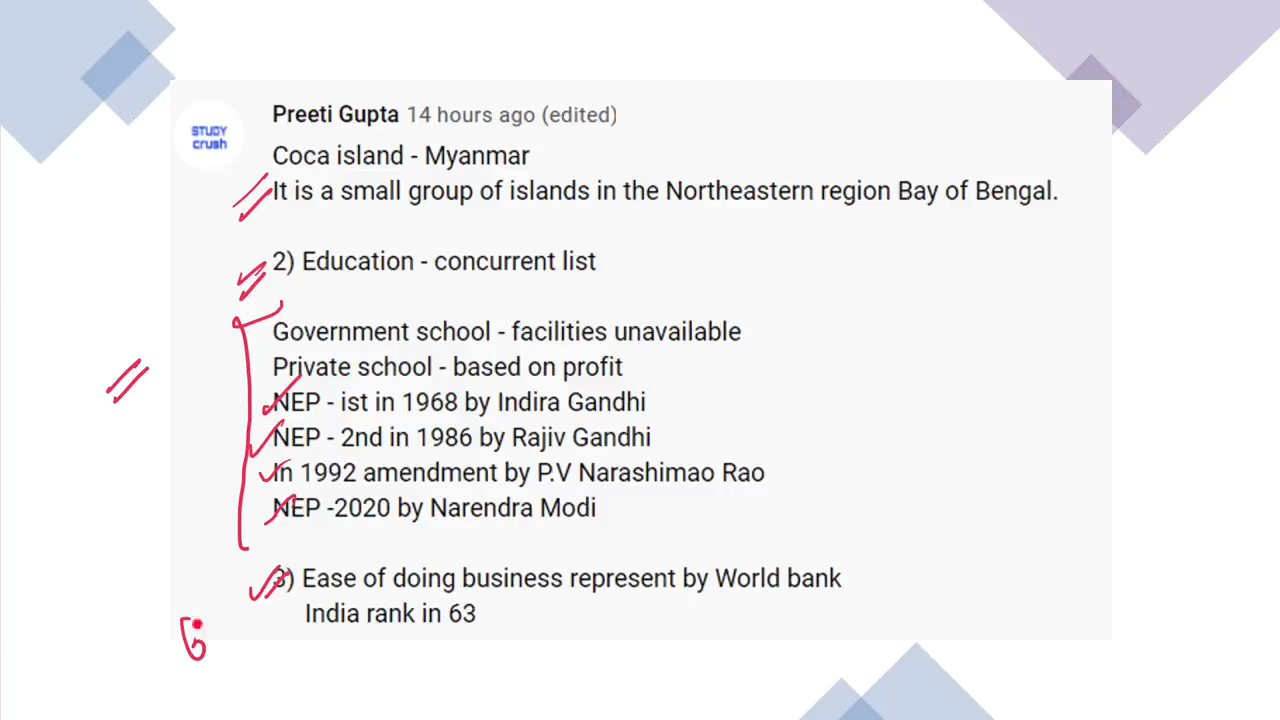 STUDY
crush
Preeti Gupta 14 hours ago (edited)
Coca island - Myanmar
It is a small group of islands in the Northeastern region Bay of Bengal.
2) Education - concurrent list
Government school - facilities unavailable
Private school - based on profit
NEP - ist in 1968 by Indira Gandhi
NEP - 2nd in 1986 by Rajiv Gandhi
In 1992 amendment by P.V Narashimao Rao
NEP -2020 by Narendra Modi
3) Ease of doing business represent by World bank
India rank in 63